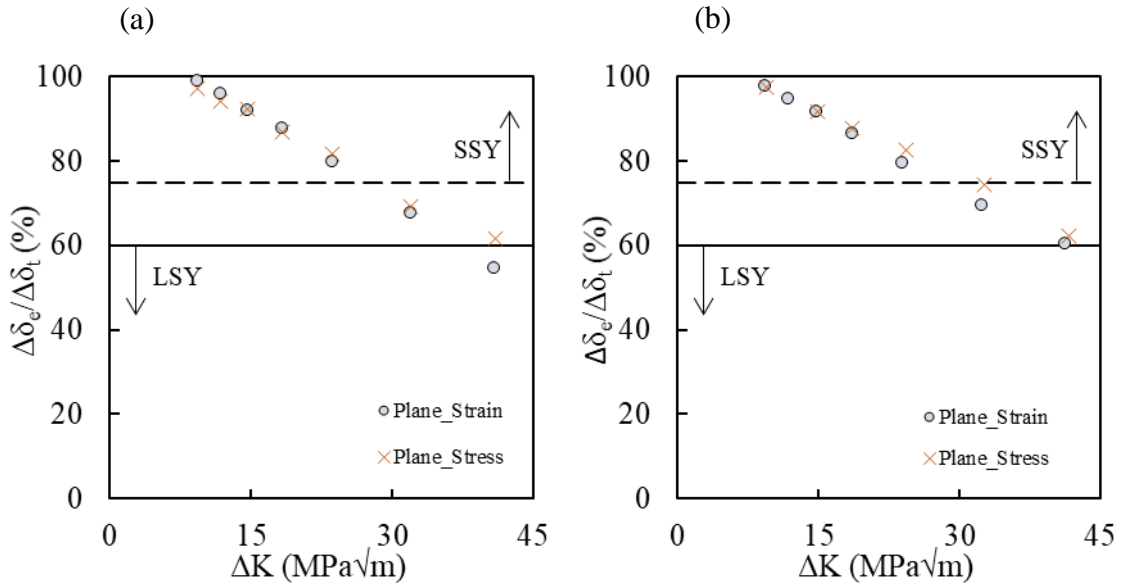 (a)
100
80
60
40
20
0
Δδe/Δδt (%)
SSY
LSY
Plane_Strain
Plane_Stress
0 15 30 45
ΔK (MPa√m)
(b)
100
80
60
40
20
0
Δδe/Δδt (%)
SSY
LSY
Plane_Strain
Plane_Stress
0 15 30 45
ΔK (MPa√m)